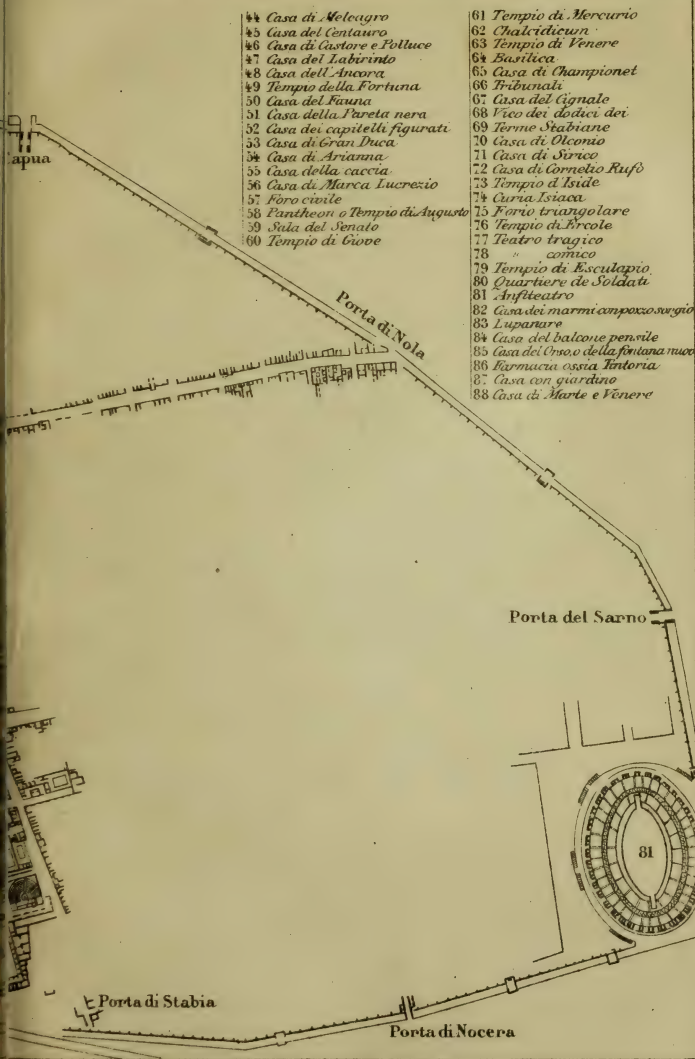 44 Casa di Meleagro
45 Casa del Centauro
46 Casa di Castore e Polluce
47 Casa del Labirinto
48 Casa dell'Ancora
49 Tempio della Fortuna
50 Casa del Fauna
51 Casa della Pareta nera
52 Casa dei capitelli figurati
53 Casa di Gran Duca
54 Casa di Arianna
55 Casa della caccia
56 Casa di Marca Lucrezio
57 Foro civile
58 Pantheon o Tempio di Augusto
59 Sala del Senato
60 Tempio di Giove
61 Tempio di Mercurio
62 Chalcidicum
63 Tempio di Venere
64 Basilica
65 Casa di Championet
66 Tribunali
67 Casa del Cignale
68 Vico dei dodici dei
69 Terme Stabiane
70 Casa di Olconio
71 Casa di Sirico
72 Casa di Cornelio Rufo
73 Tempio d'Iside
74 Curia Isiaca
75 Forio triangolare
76 Tempio di Ercole
77 Teatro tragico
78 " comico
79 Tempio di Esculapio
80 Quartiere de Soldati
81 Anfiteatro
82 Casa dei marmi con pozzo sorgio
83 Lupanare
84 Casa del balcone pensile
85 Casa dei Orso, o della fontana nuov
86 Farmacia ossia Tintoria
87 Casa con giardino
88 Casa di Marte e Venere
apua
Porta di Nola
Porta del Sarno
81
Porta di Stabia
Porta di Nocera